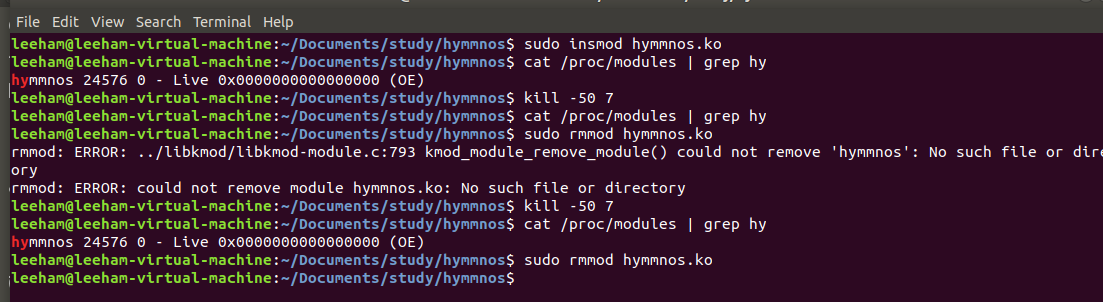 File Edit View Search Terminal Help
leeham@leeham-virtual-machine:~/Documents/study/hymmnos$ sudo insmod hymmnos.ko
leeham@leeham-virtual-machine:~/Documents/study/hymmnos$ cat /proc/modules | grep hy
hymmnos 24576 0 - Live 0x0000000000000000 (OE)
leeham@leeham-virtual-machine:~/Documents/study/hymmnos$ kill -50 7
leeham@leeham-virtual-machine:~/Documents/study/hymmnos$ cat /proc/modules | grep hy
leeham@leeham-virtual-machine:~/Documents/study/hymmnos$ sudo rmmod hymmnos.ko
rmmod: ERROR: ../libkmod/libkmod-module.c:793 kmod_module_remove_module() could not remove 'hymmnos': No such file or dire
ory
rmmod: ERROR: could not remove module hymmnos.ko: No such file or directory
leeham@leeham-virtual-machine:~/Documents/study/hymmnos$ kill -50 7
leeham@leeham-virtual-machine:~/Documents/study/hymmnos$ cat /proc/modules | grep hy
hymmnos 24576 0 - Live 0x0000000000000000 (OE)
leeham@leeham-virtual-machine:~/Documents/study/hymmnos$ sudo rmmod hymmnos.ko
leeham@leeham-virtual-machine:~/Documents/study/hymmnos$